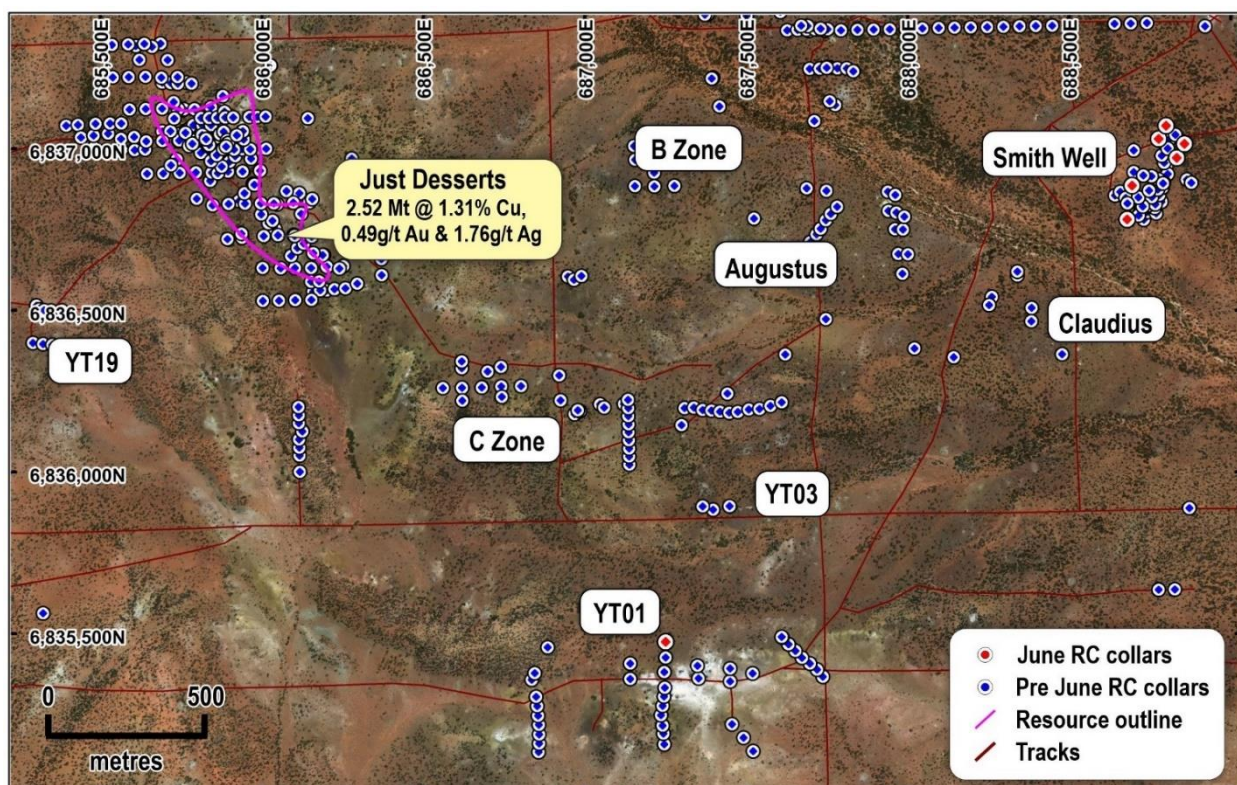 685,500E
686,000E
686,500E
687,000E
687,500E
688,000E
688,500E
6,837,000N
B Zone
Smith Well
Just Desserts
2.52 Mt @ 1.31% Cu,
0.49g/t Au & 1.76g/t Ag
Augustus
6,836,500N
Claudius
YT19
C Zone
6,836,000N
YT03
YT01
6,835,500N
0 500
metres
June RC collars
Pre June RC collars
Resource outline
Tracks